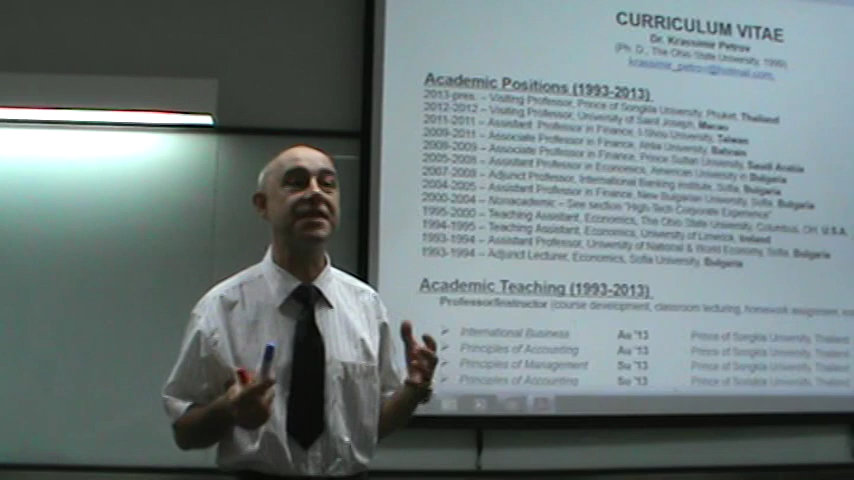 CURRICULUM VITAE
Dr. Krassimir Petrov
(Ph. D., The Ohio State University, 1999)
krassimir_petrov@hotmail.com,
Academic Positions (1993-2013)
2013-pres. – Visiting Professor, Prince of Songkla University, Phuket, Thailand
2012-2012 – Visiting Professor, University of Saint Joseph, Macau
2011-2011 – Assistant Professor in Finance, I-Shou University, Taiwan
2009-2011 – Associate Professor in Finance, Ahlia University, Bahrain
2009-2009 – Associate Professor in Finance, Prince Sultan University, Saudi Arabia
2005-2008 – Assistant Professor in Economics, American University in Bulgaria
2007-2008 – Adjunct Professor, International Banking Institute, Sofia, Bulgaria
2004-2005 – Assistant Professor in Finance, New Bulgarian University, Sofia, Bulgaria
2000-2004 – Nonacademic – See section "High-Tech Corporate Experience"
1995-2000 – Teaching Assistant, Economics, The Ohio State University, Columbus, OH, U.S.A.
1994-1995 – Teaching Assistant, Economics, University of Limerick, Ireland
1993-1994 – Assistant Professor, University of National & World Economy, Sofia, Bulgaria
1993-1994 – Adjunct Lecturer, Economics, Sofia University, Bulgaria
Academic Teaching (1993-2013)
Professor/Instructor (course development, classroom lecturing, homework assignment,
International Business Au '13 Prince of Songkla University, Thailand
Principles of Accounting Au '13 Prince of Songkla University, Thailand
Principles of Management Su '13 Prince of Songkla University, Thailand
Principles of Accounting Su '13 Prince of Songkla University, Thailand